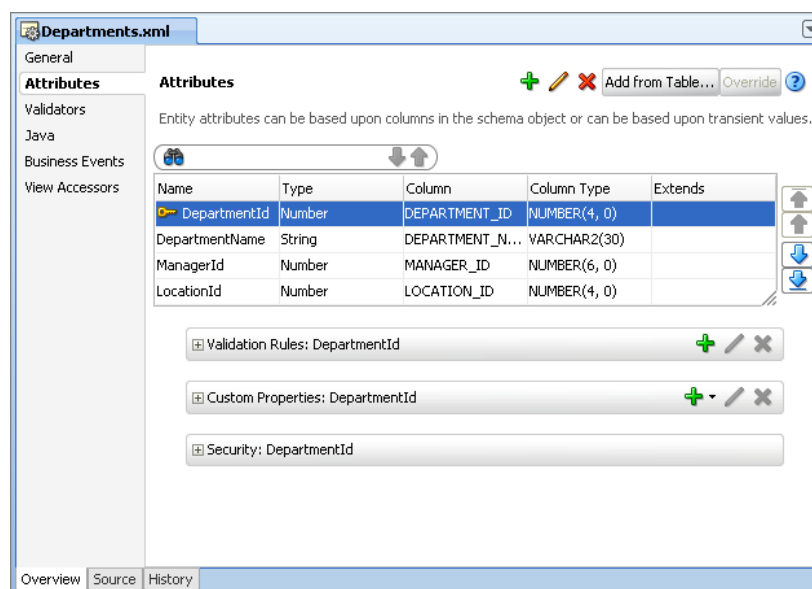 Departments.xml
General
Attributes
Validators
Java
Business Events
View Accessors
Attributes
Add from Table... Override
Entity attributes can be based upon columns in the schema object or can be based upon transient values.
Name Type Column Column Type Extends
DepartmentId Number DEPARTMENT_ID NUMBER(4, 0)
DepartmentName String DEPARTMENT_N... VARCHAR2(30)
ManagerId Number MANAGER_ID NUMBER(6, 0)
LocationId Number LOCATION_ID NUMBER(4, 0)
Validation Rules: DepartmentId
Custom Properties: DepartmentId
Security: DepartmentId
Overview Source History